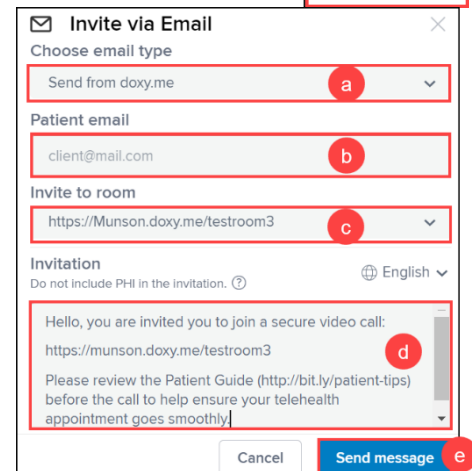 Invite via Email
Choose email type
Send from doxy.me
a
Patient email
client@mail.com
b
Invite to room
https://Munson.doxy.me/testroom3
c
Invitation
Do not include PHI in the invitation. ?
English
Hello, you are invited you to join a secure video call:
https://munson.doxy.me/testroom3
d
Please review the Patient Guide (http://bit.ly/patient-tips)
before the call to help ensure your telehealth
appointment goes smoothly.
Cancel
Send message
e